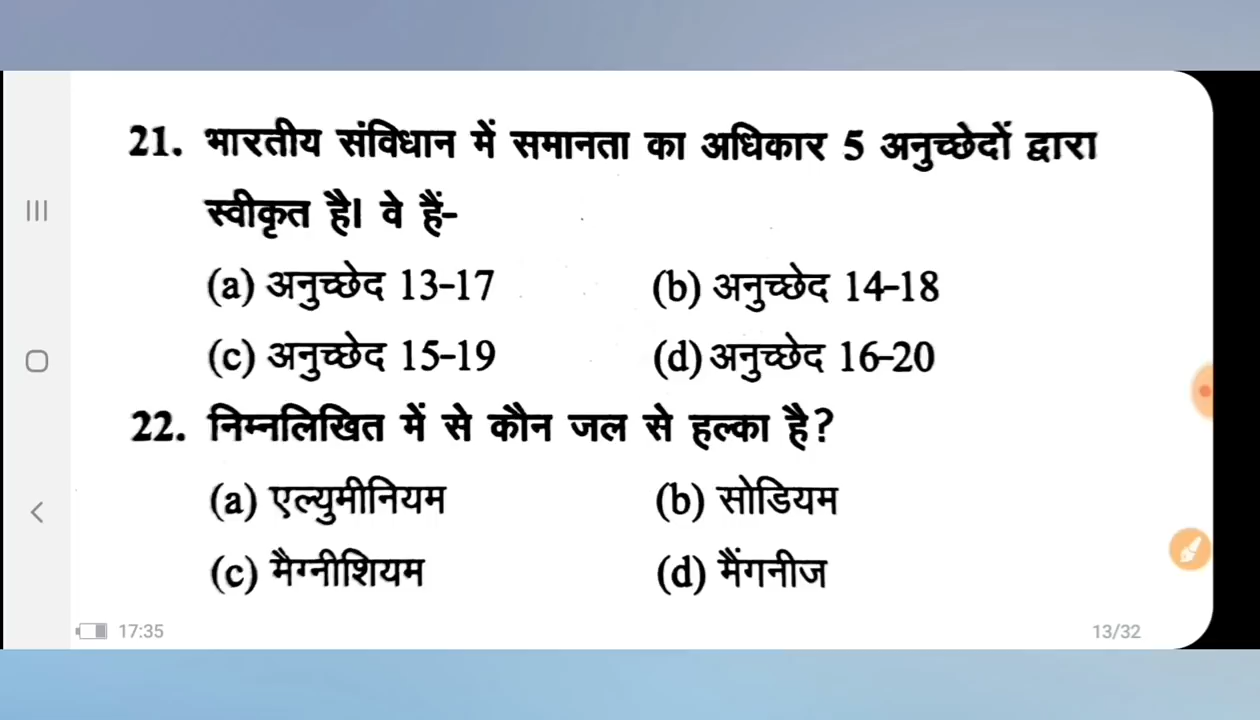 21. भारतीय संविधान में समानता का अधिकार 5 अनुच्छेदों द्वारा
स्वीकृत है। वे हैं-
(a) अनुच्छेद 13-17 (b) अनुच्छेद 14-18
(c) अनुच्छेद 15-19 (d) अनुच्छेद 16-20
22. निम्नलिखित में से कौन जल से हल्का है?
(a) एल्युमीनियम (b) सोडियम
(c) मैग्नीशियम (d) मैंगनीज
17:35 13/32